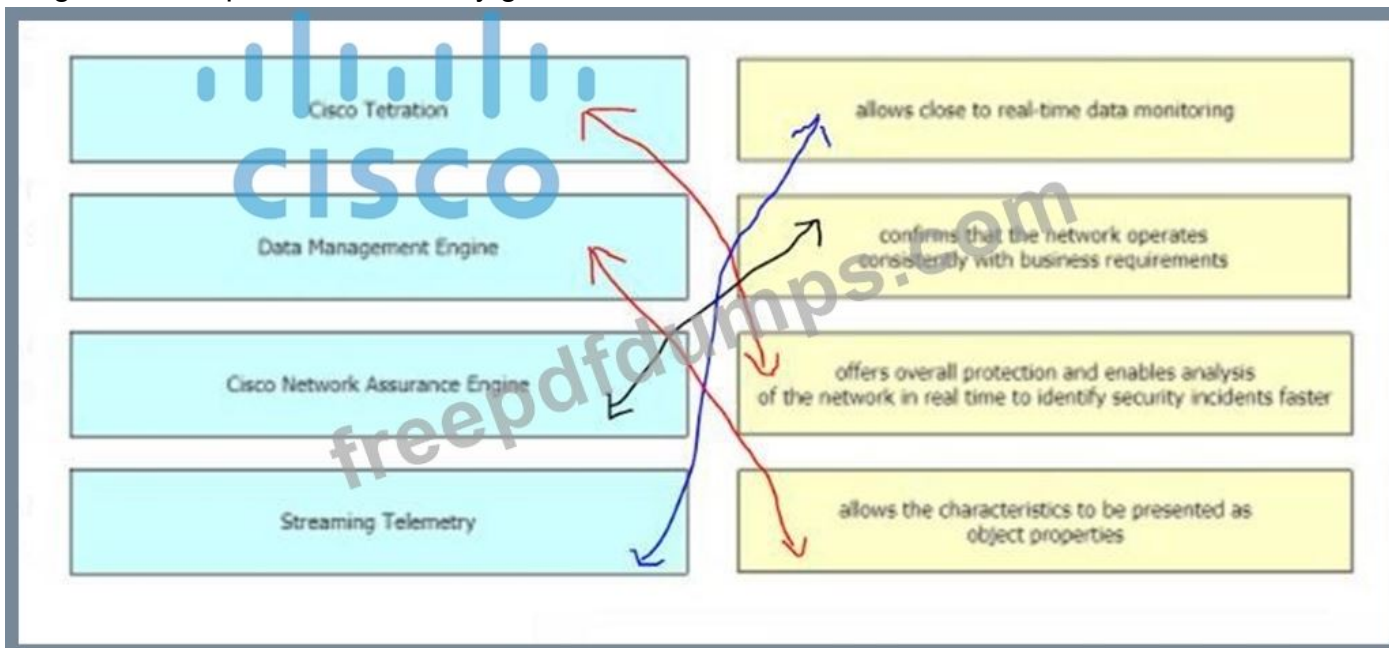 CISCO
Cisco Tetration
allows close to real-time data monitoring
Data Management Engine
confirms that the network operates
consistently with business requirements
Cisco Network Assurance Engine
offers overall protection and enables analysis
of the network in real time to identify security incidents faster
Streaming Telemetry
allows the characteristics to be presented as
object properties
freepdfdumps.com